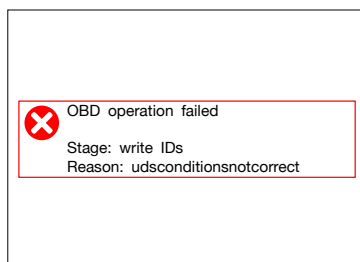 OBD operation failed
Stage: write IDs
Reason: udsconditionsnotcorrect